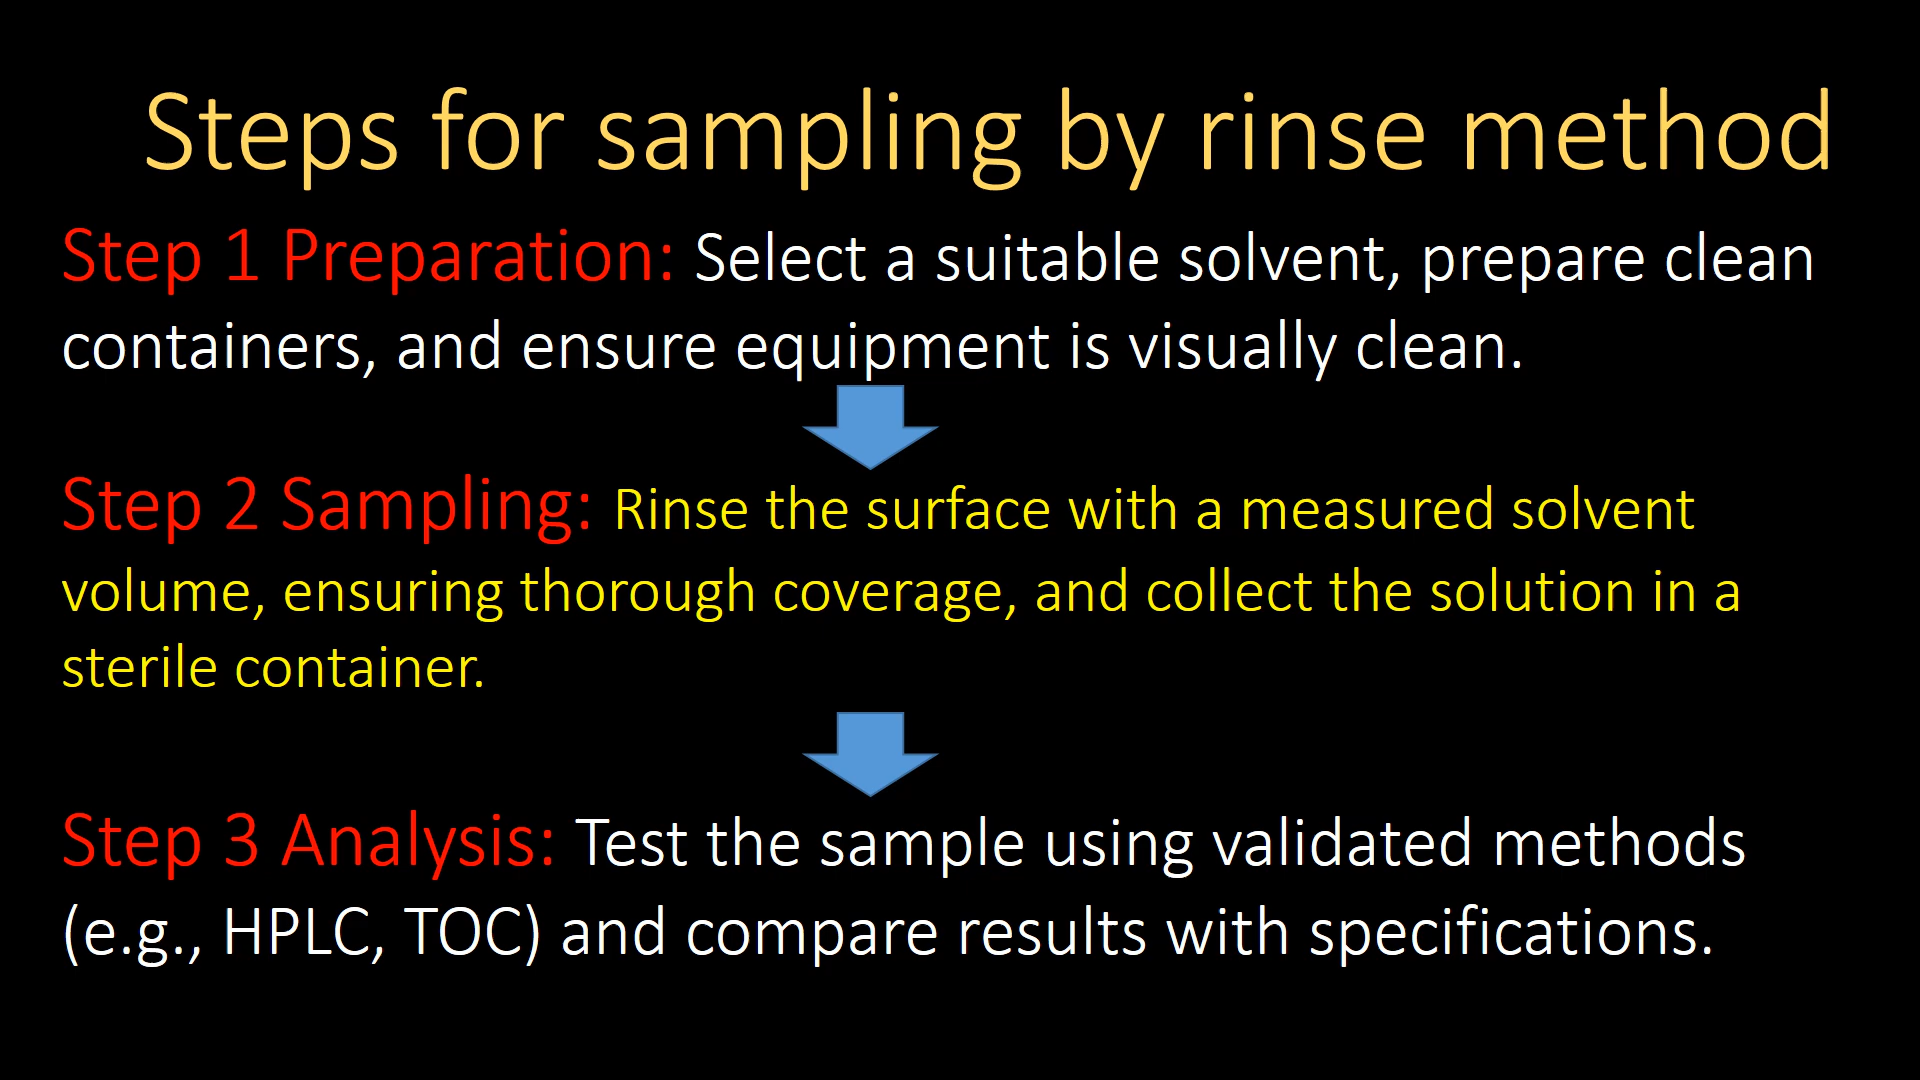 Steps for sampling by rinse method
Step 1 Preparation: Select a suitable solvent, prepare clean
containers, and ensure equipment is visually clean.
Step 2 Sampling: Rinse the surface with a measured solvent
volume, ensuring thorough coverage, and collect the solution in a
sterile container.
Step 3 Analysis: Test the sample using validated methods
(e.g., HPLC, TOC) and compare results with specifications.